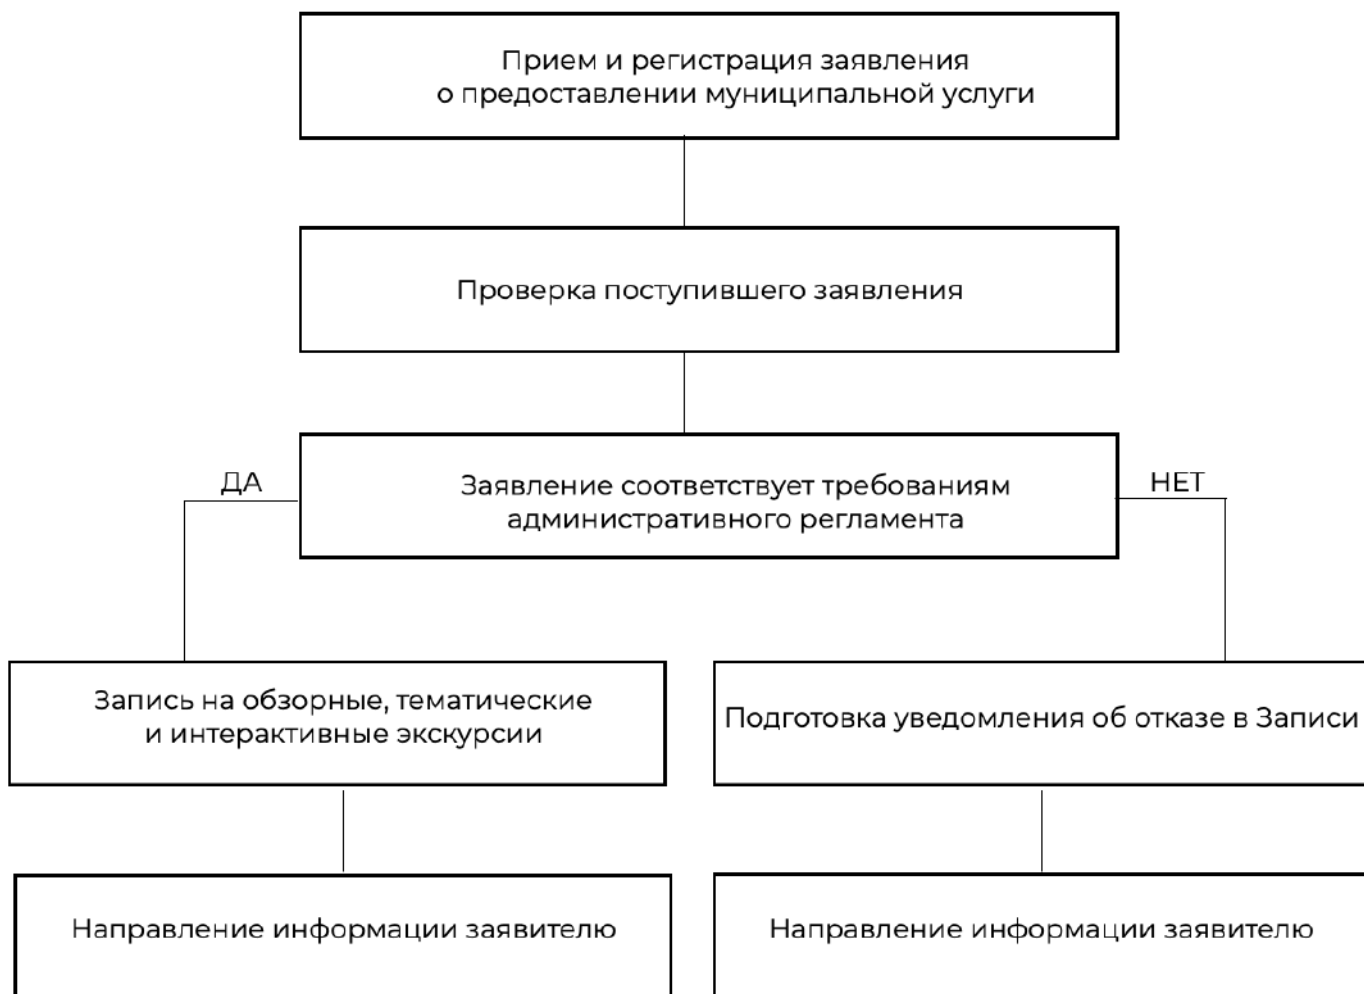 Прием и регистрация заявления
о предоставлении муниципальной услуги
Проверка поступившего заявления
ДА
Заявление соответствует требованиям
административного регламента
НЕТ
Запись на обзорные, тематические
и интерактивные экскурсии
Подготовка уведомления об отказе в Записи
Направление информации заявителю
Направление информации заявителю